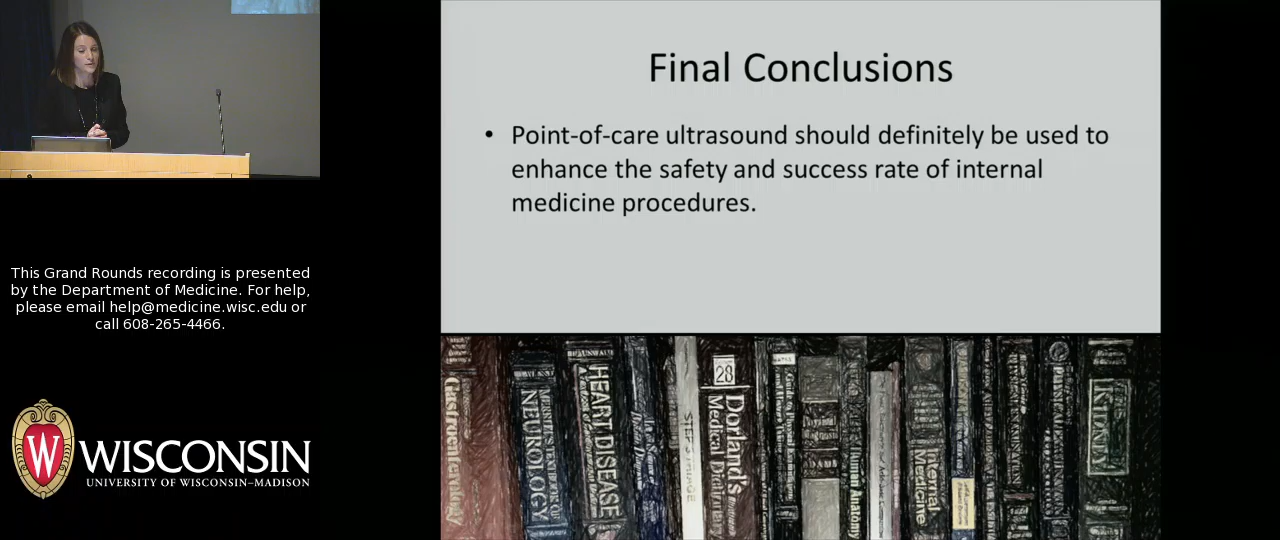 Final Conclusions
• Point-of-care ultrasound should definitely be used to
enhance the safety and success rate of internal
medicine procedures.
This Grand Rounds recording is presented
by the Department of Medicine. For help,
please email help@medicine.wisc.edu or
call 608-265-4466.
W
WISCONSIN
UNIVERSITY OF WISCONSIN–MADISON
Gastroenterology
NEUROLOGY
HEART DISEASE
28
Dorland's
Medical Dictionary
Human Anatomy
Internal
Medicine
KIDNEY